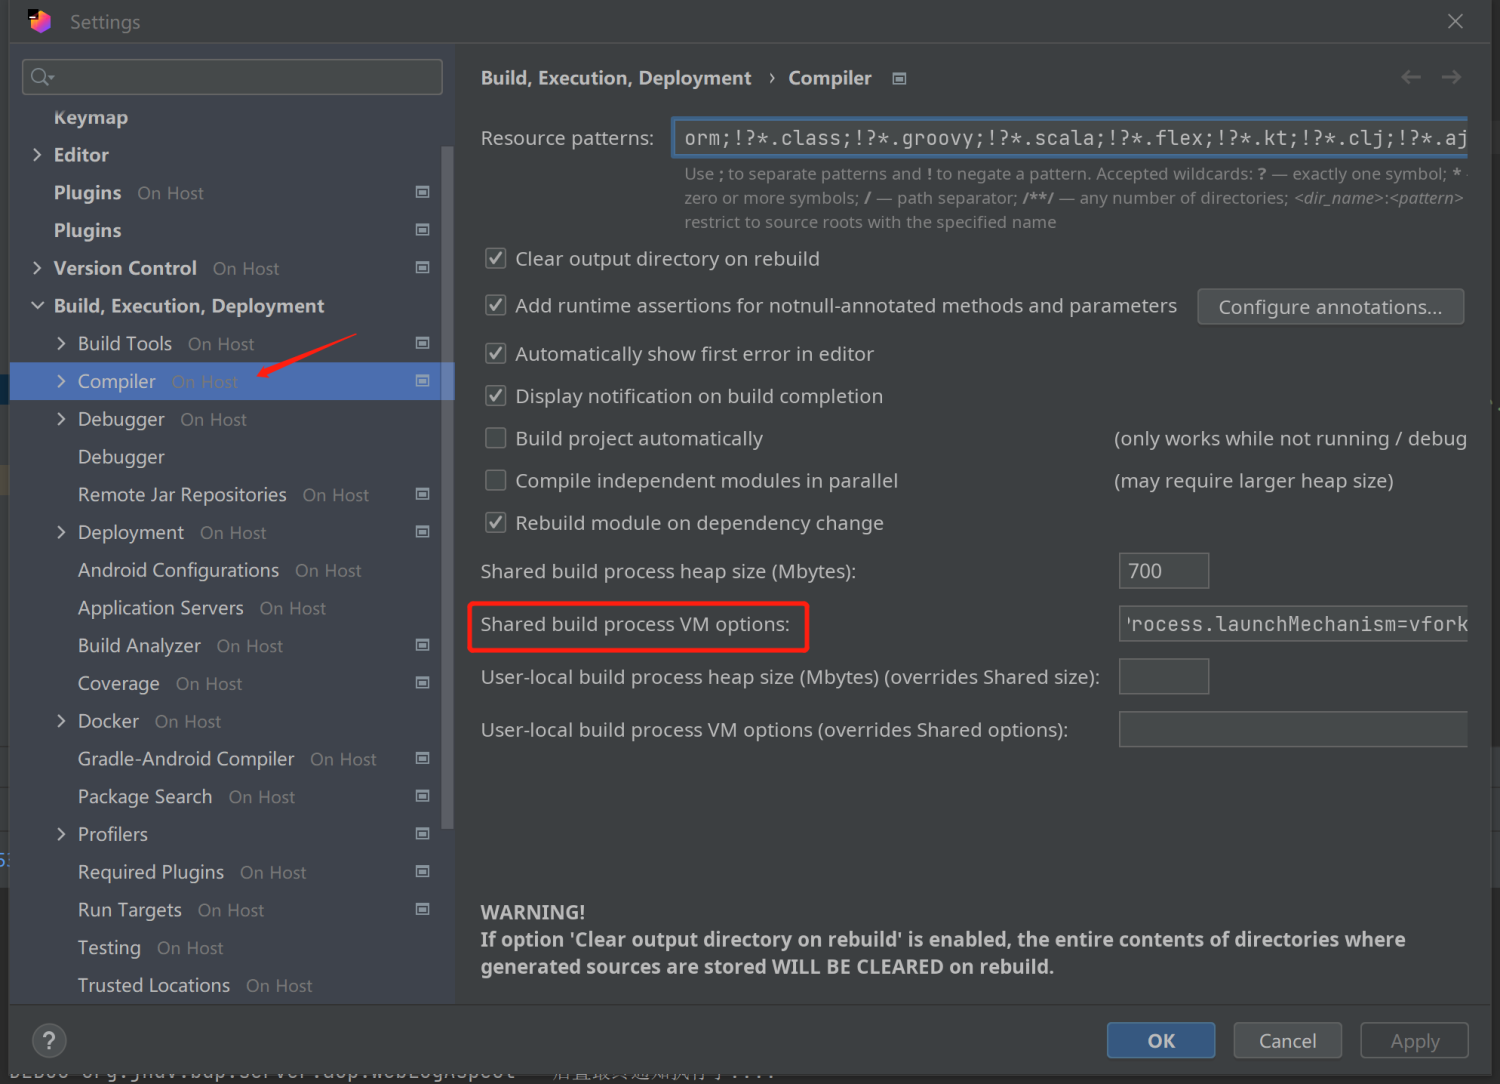 Settings
Keymap
Editor
Plugins On Host
Plugins
Version Control On Host
Build, Execution, Deployment
Build Tools On Host
Compiler On Host
Debugger On Host
Debugger
Remote Jar Repositories On Host
Deployment On Host
Android Configurations On Host
Application Servers On Host
Build Analyzer On Host
Coverage On Host
Docker On Host
Gradle-Android Compiler On Host
Package Search On Host
Profilers
Required Plugins On Host
Run Targets On Host
Testing On Host
Trusted Locations On Host
Build, Execution, Deployment › Compiler
Resource patterns: orm;!?*.class;!?*.groovy;!?*.scala;!?*.flex;!?*.kt;!?*.clj;!?*.aj
Use ; to separate patterns and ! to negate a pattern. Accepted wildcards: ? — exactly one symbol; *
zero or more symbols; / — path separator; /**/ — any number of directories; <dir_name>:<pattern>
restrict to source roots with the specified name
Clear output directory on rebuild
Add runtime assertions for notnull-annotated methods and parameters Configure annotations...
Automatically show first error in editor
Display notification on build completion
Build project automatically (only works while not running / debug
Compile independent modules in parallel (may require larger heap size)
Rebuild module on dependency change
Shared build process heap size (Mbytes): 700
Shared build process VM options: rocess.launchMechanism=vfork
User-local build process heap size (Mbytes) (overrides Shared size):
User-local build process VM options (overrides Shared options):
WARNING!
If option 'Clear output directory on rebuild' is enabled, the entire contents of directories where
generated sources are stored WILL BE CLEARED on rebuild.
? OK Cancel Apply